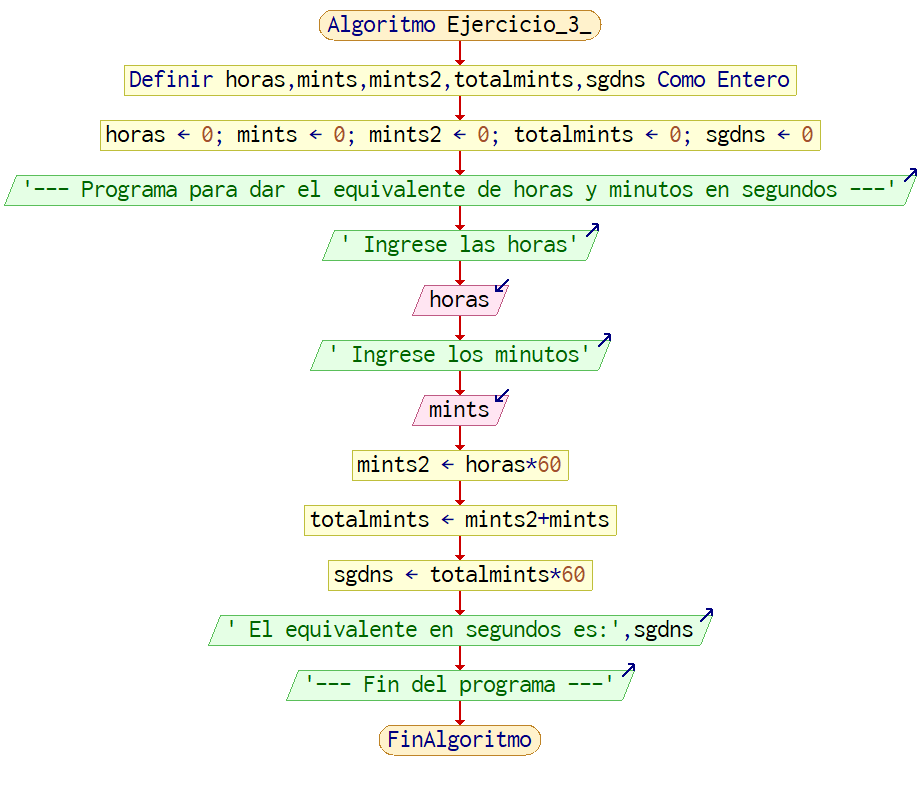 Algoritmo Ejercicio_3_
Definir horas,mints,mints2,totalmints,sgdns Como Entero
horas ← 0; mints ← 0; mints2 ← 0; totalmints ← 0; sgdns ← 0
'--- Programa para dar el equivalente de horas y minutos en segundos ---'
' Ingrese las horas'
horas
' Ingrese los minutos'
mints
mints2 ← horas*60
totalmints ← mints2+mints
sgdns ← totalmints*60
' El equivalente en segundos es:',sgdns
'--- Fin del programa ---'
FinAlgoritmo